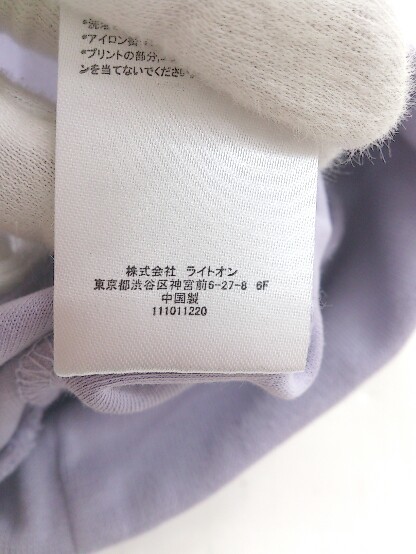 *アイロン
*プリントの部分
ンを当てないでください
株式会社 ライトオン
東京都渋谷区神宮前6-27-8 6F
中国製
111011220